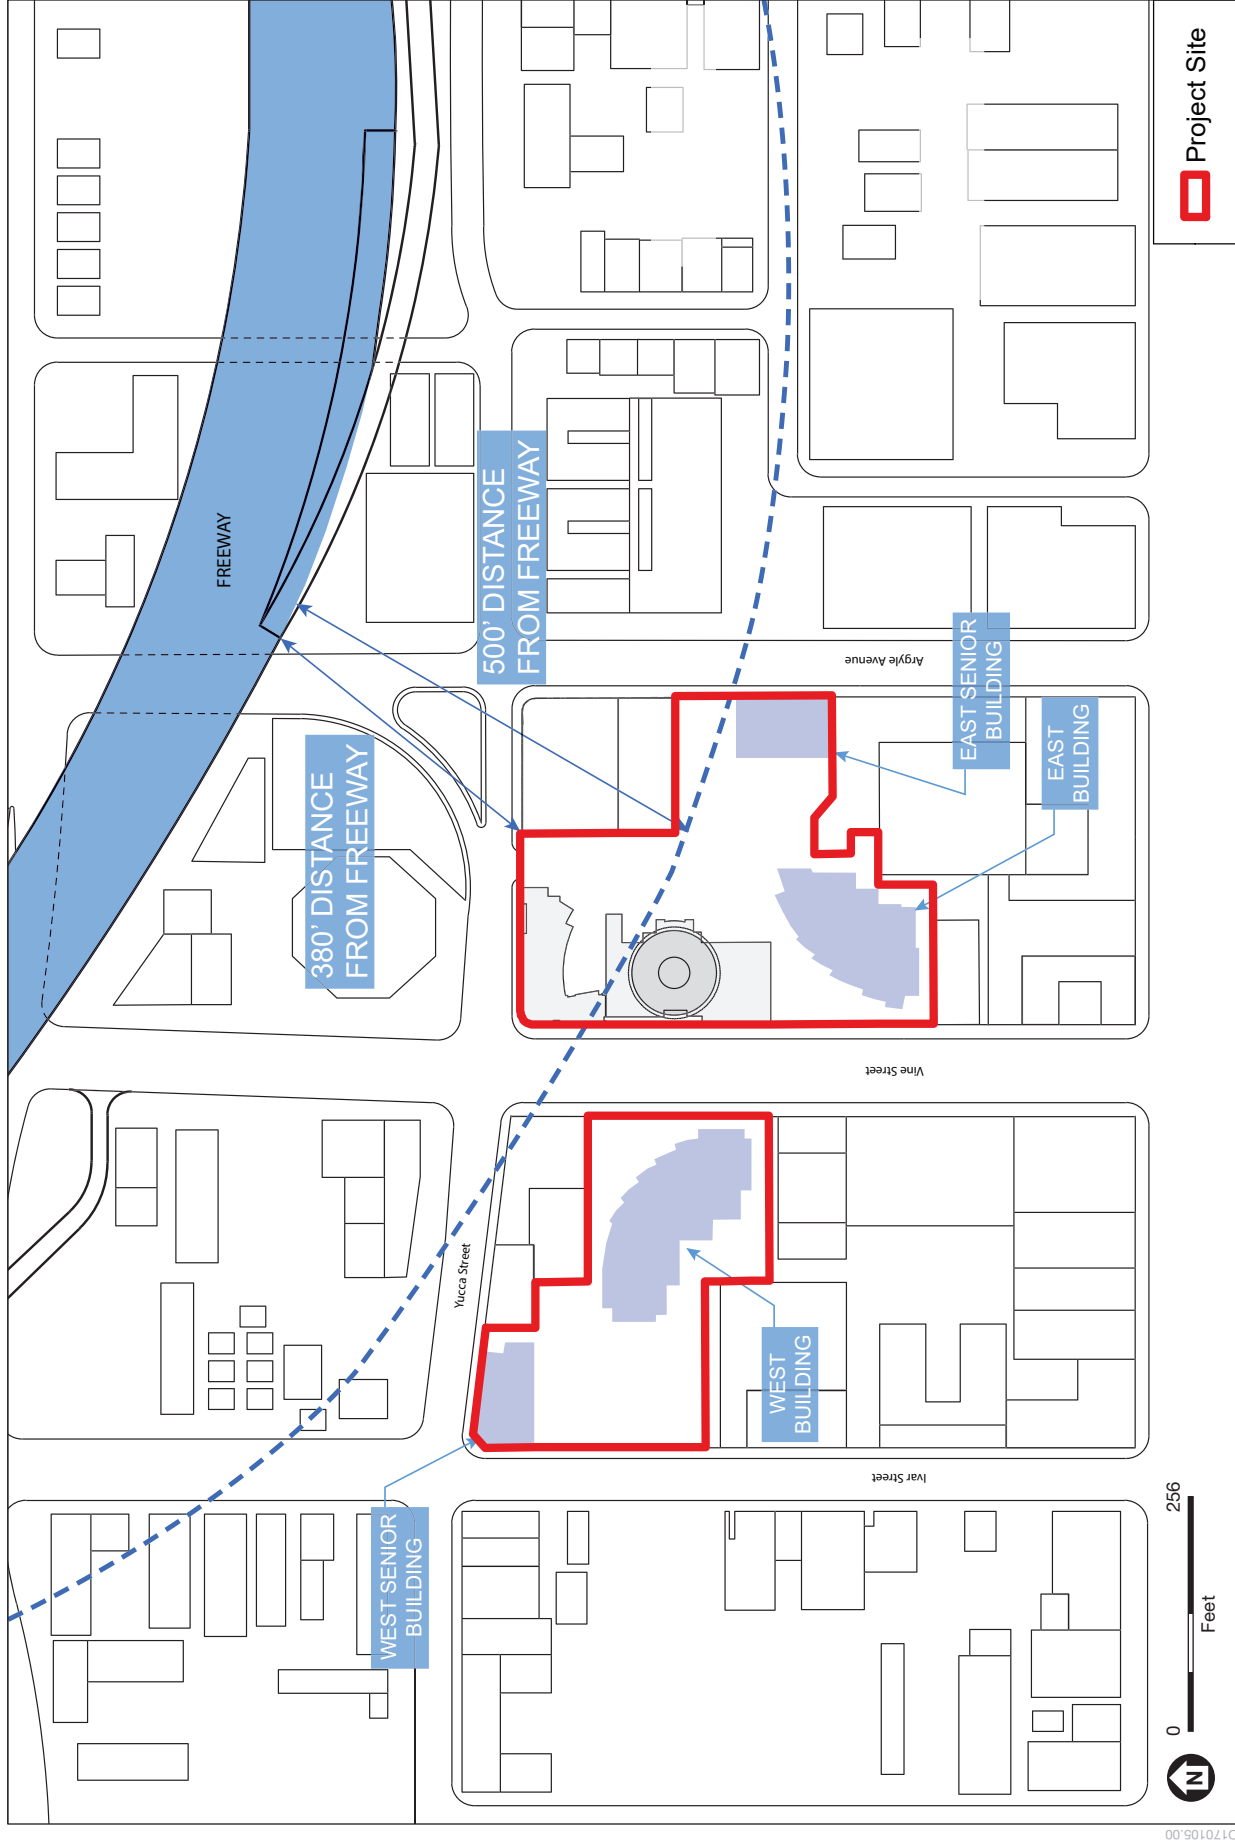 FREEWAY
380’ DISTANCE
FROM FREEWAY
500’ DISTANCE
FROM FREEWAY
Yucca Street
Argyle Avenue
Vine Street
Ivar Street
WEST SENIOR
BUILDING
WEST
BUILDING
EAST SENIOR
BUILDING
EAST
BUILDING
Project Site
N
0
256
Feet
D170105.00